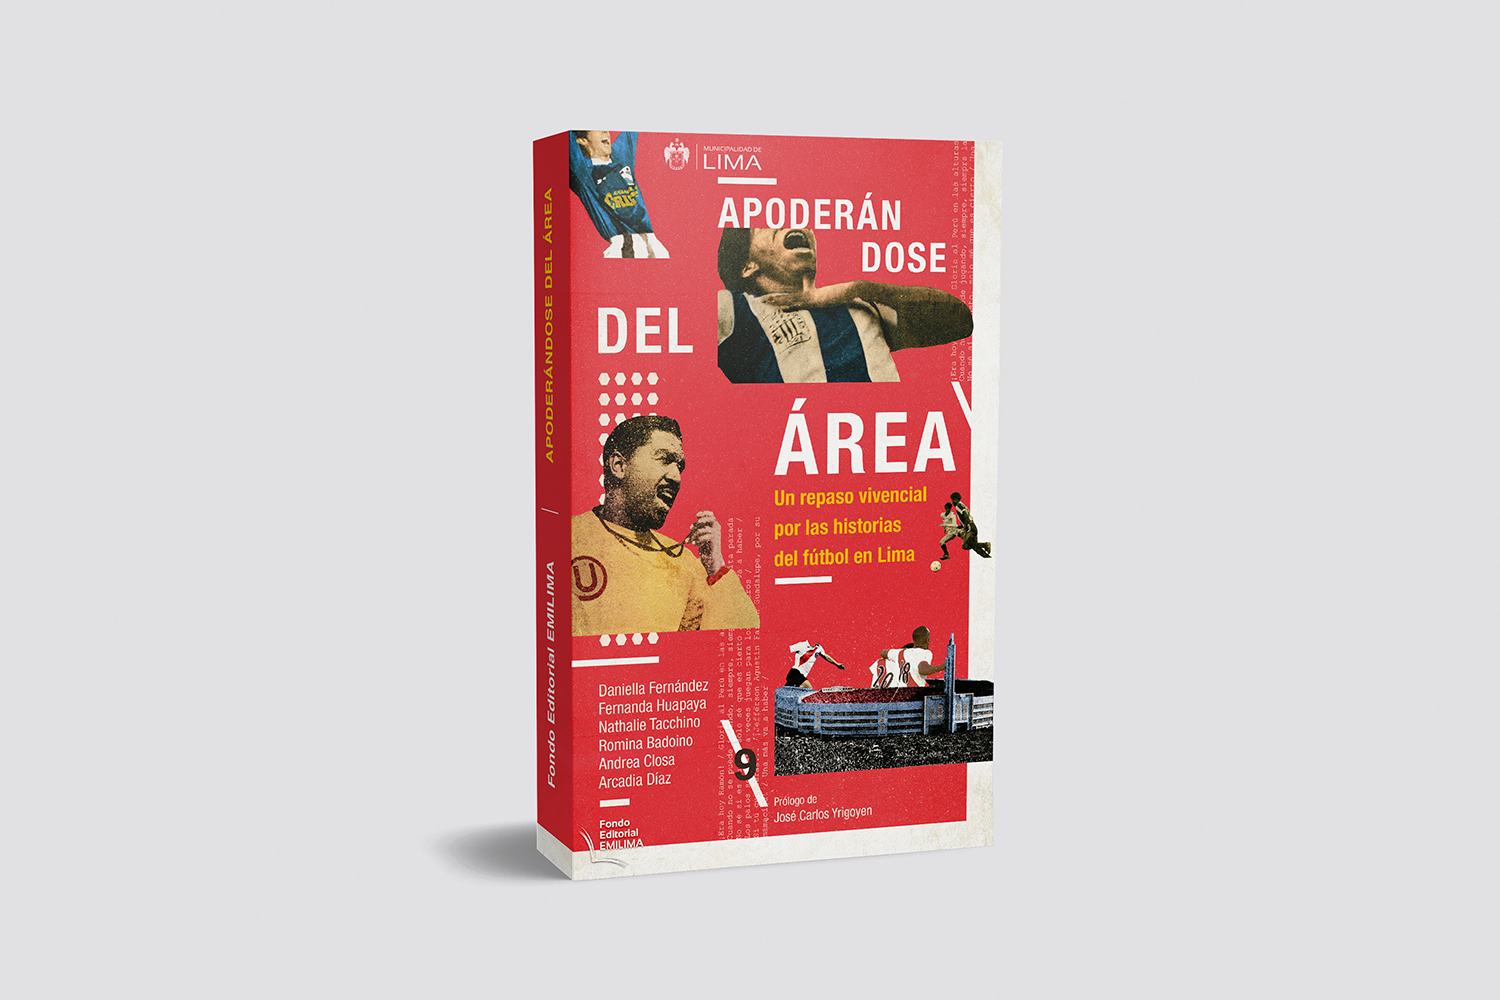 APODERÁNDOSE DEL ÁREA
Fondo Editorial EMILIMA
MUNICIPALIDAD DE
LIMA
APODERÁN
DOSE
DEL
ÁREA
Un repaso vivencial
por las historias
del fútbol en Lima
U
18
Daniella Fernández
Fernanda Huapaya
Nathalie Tacchino
Romina Badoino
Andrea Closa
Arcadia Díaz
9
Prólogo de
José Carlos Yrigoyen
Fondo
Editorial
EMILIMA